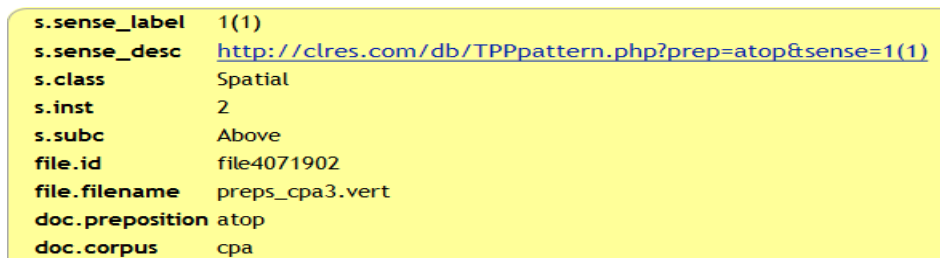 s.sense_label 1(1)
s.sense_desc http://clres.com/db/TPPpattern.php?prep=atop&sense=1(1)
s.class Spatial
s.inst 2
s.subc Above
file.id file4071902
file.filename preps_cpa3.vert
doc.preposition atop
doc.corpus cpa